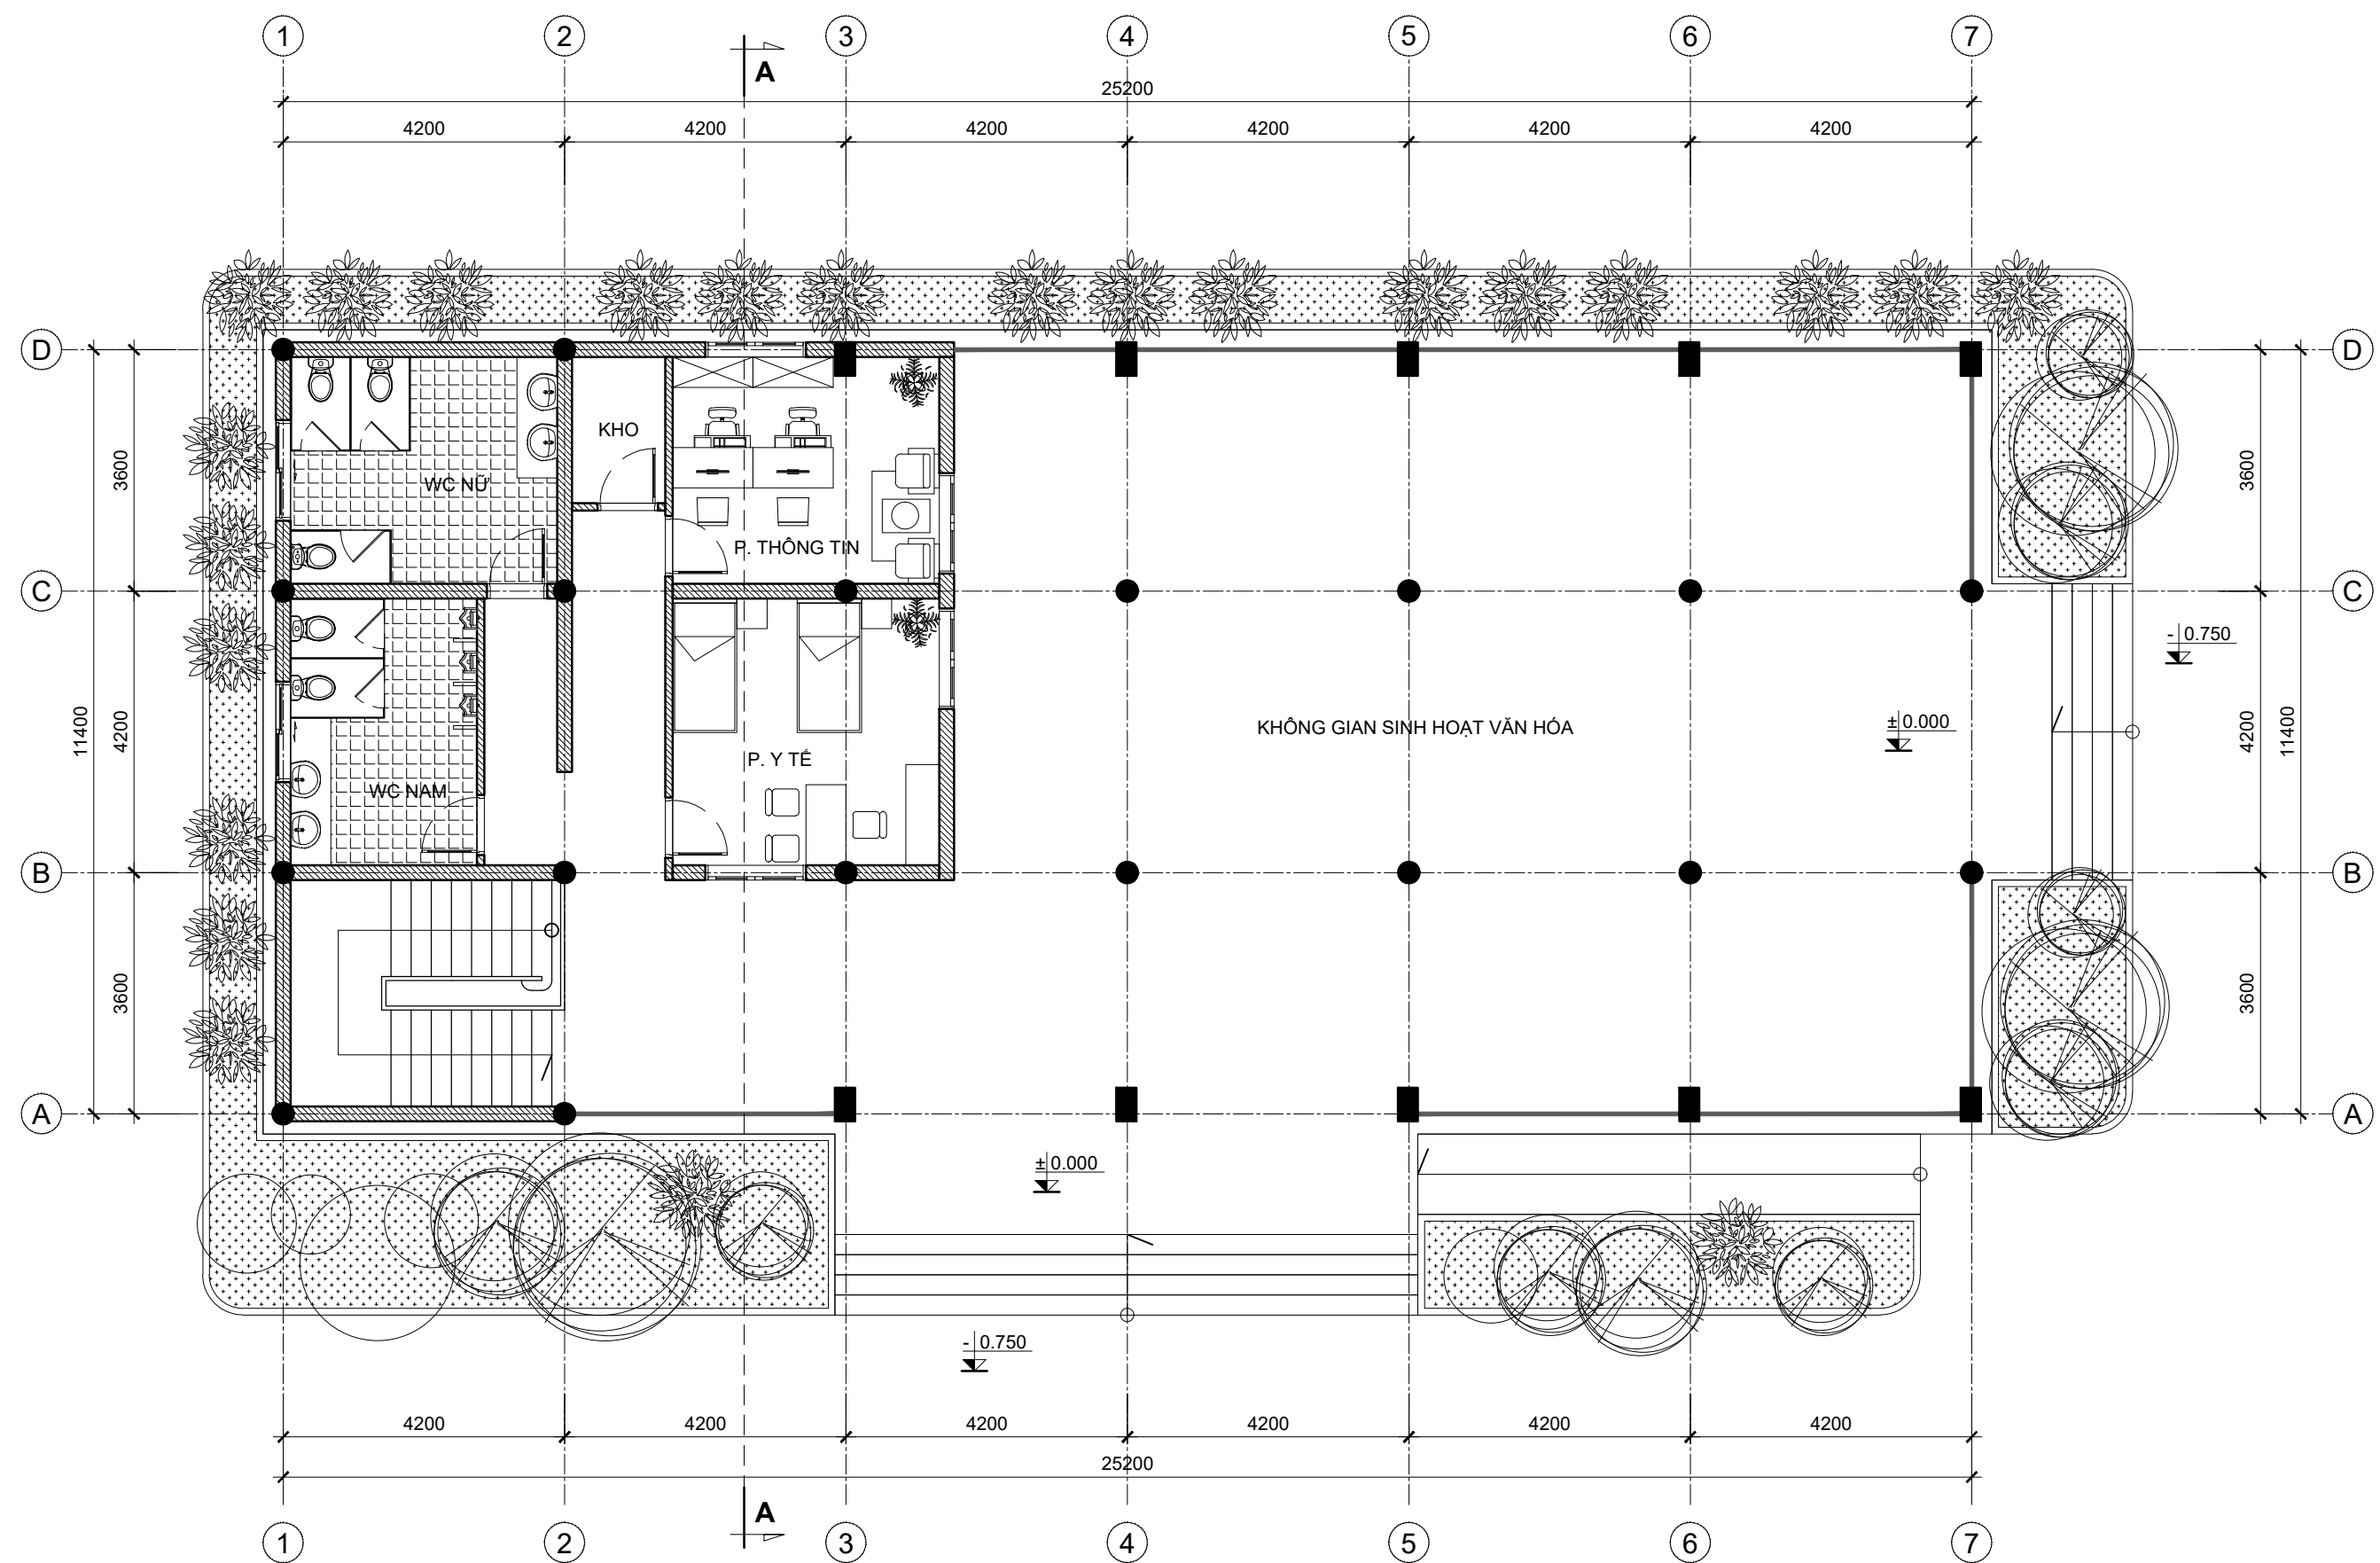 1 2 3 4 5 6 7
A
25200
4200 4200 4200 4200 4200 4200
D D
3600 KHO 3600
WC NỮ
P. THÔNG TIN
C C
- 0.750
11400 4200 KHÔNG GIAN SINH HOẠT VĂN HÓA ± 0.000 4200 11400
P. Y TẾ
WC NAM
B B
3600 3600
A A
± 0.000
- 0.750
4200 4200 4200 4200 4200 4200
25200
A
1 2 3 4 5 6 7